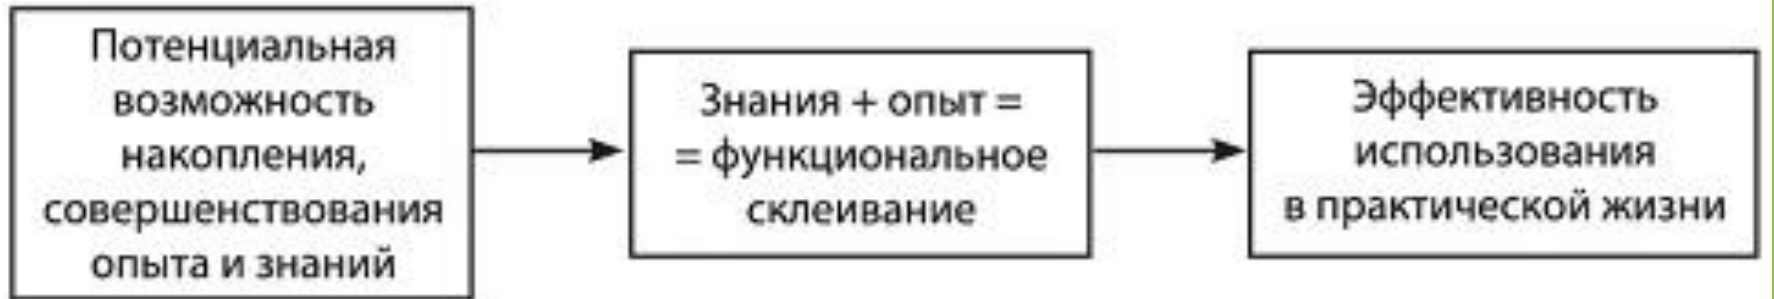 Потенциальная
возможность
накопления,
совершенствования
опыта и знаний
Знания + опыт =
= функциональное
склеивание
Эффективность
использования
в практической жизни